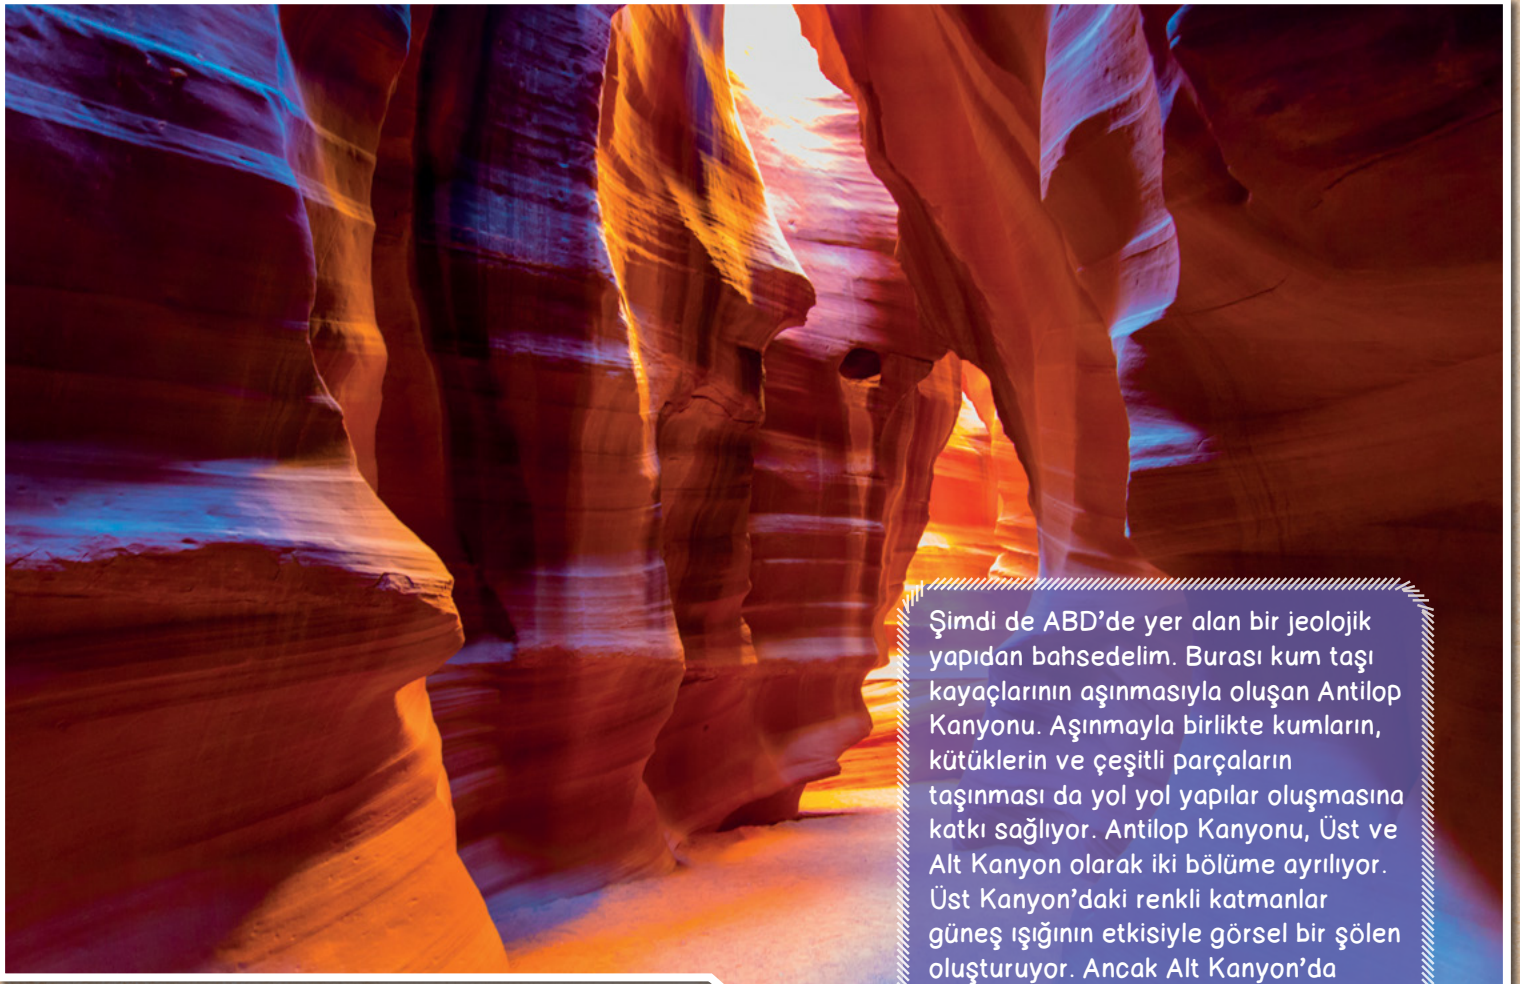 Şimdi de ABD'de yer alan bir jeolojik
yapıdan bahsedelim. Burası kum taşı
kayaçlarının aşınmasıyla oluşan Antilop
Kanyonu. Aşınmayla birlikte kumların,
kütüklerin ve çeşitli parçaların
taşınması da yol yol yapılar oluşmasına
katkı sağlıyor. Antilop Kanyonu, Üst ve
Alt Kanyon olarak iki bölüme ayrılıyor.
Üst Kanyon'daki renkli katmanlar
güneş ışığının etkisiyle görsel bir şölen
oluşturuyor. Ancak Alt Kanyon'da